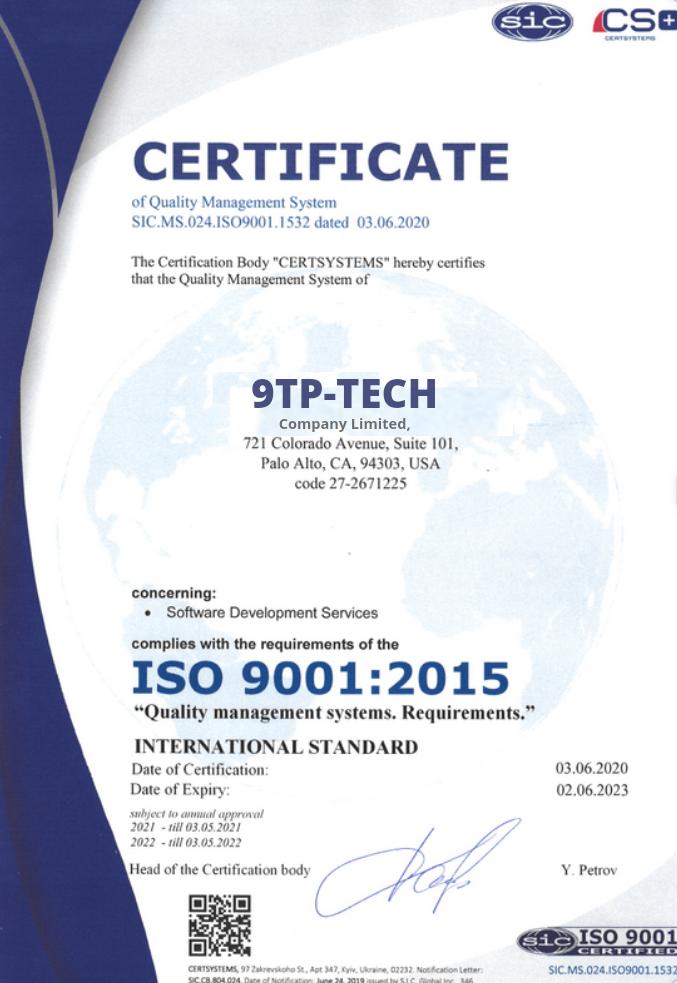 sic CS+
CERTSYSTEMS
CERTIFICATE
of Quality Management System
SIC.MS.024.ISO9001.1532 dated 03.06.2020
The Certification Body "CERTSYSTEMS" hereby certifies
that the Quality Management System of
9TP-TECH
Company Limited,
721 Colorado Avenue, Suite 101,
Palo Alto, CA, 94303, USA
code 27-2671225
concerning:
• Software Development Services
complies with the requirements of the
ISO 9001:2015
“Quality management systems. Requirements.”
INTERNATIONAL STANDARD
Date of Certification: 03.06.2020
Date of Expiry: 02.06.2023
subject to annual approval
2021 - till 03.05.2021
2022 - till 03.05.2022
Head of the Certification body Y. Petrov
sic ISO 9001
CERTIFIED
CERTSYSTEMS, 97 Zakrevskoho St., Apt 347, Kyiv, Ukraine, 02232. Notification Letter:
SIC.MS.024.ISO9001.1532
SIC.CB.804.024. Date of Notification: June 24, 2019 issued by S.I.C. Global Inc., 346